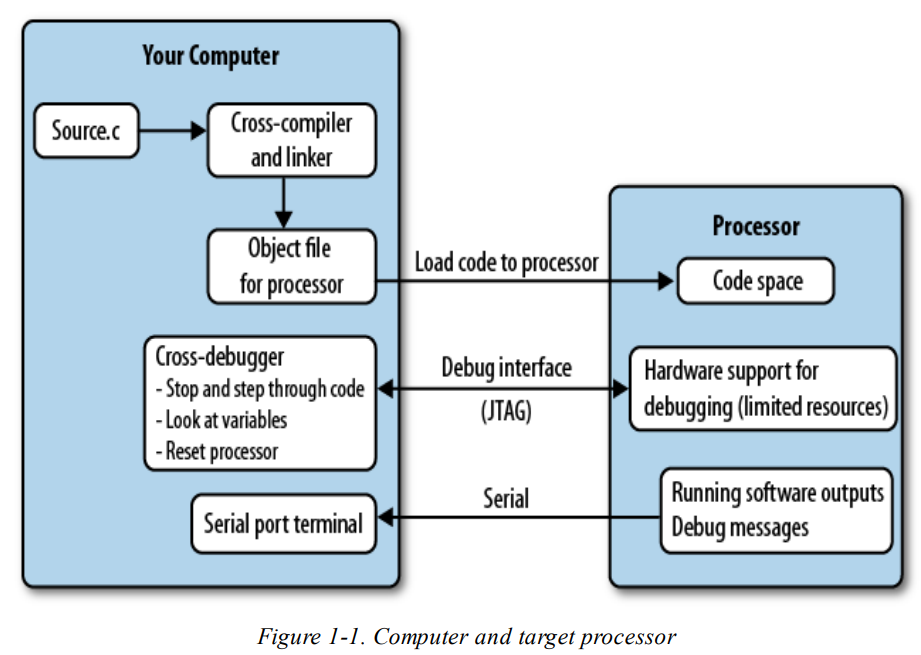 Your Computer
Source.c
Cross-compiler
and linker
Object file
for processor
Cross-debugger
- Stop and step through code
- Look at variables
- Reset processor
Serial port terminal
Load code to processor
Debug interface
(JTAG)
Serial
Processor
Code space
Hardware support for
debugging (limited resources)
Running software outputs
Debug messages
Figure 1-1. Computer and target processor